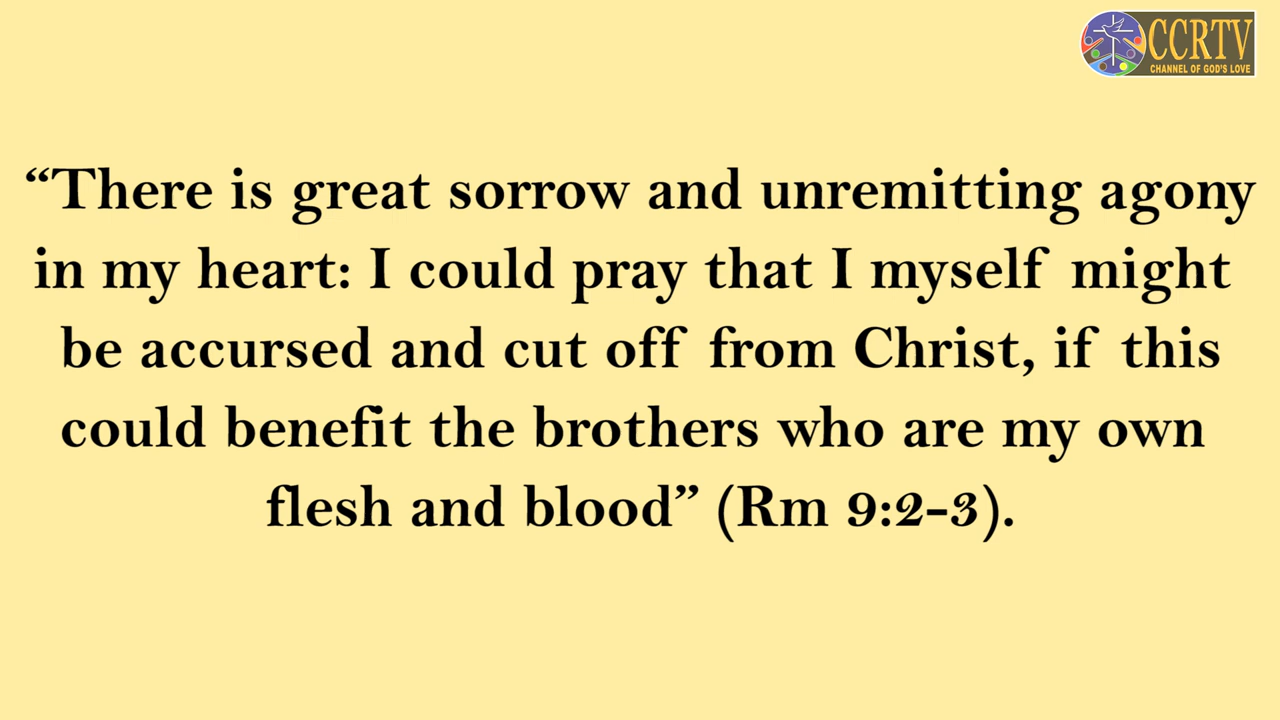 CCRTV
CHANNEL OF GOD'S LOVE
“There is great sorrow and unremitting agony
in my heart: I could pray that I myself might
be accursed and cut off from Christ, if this
could benefit the brothers who are my own
flesh and blood” (Rm 9:2-3).